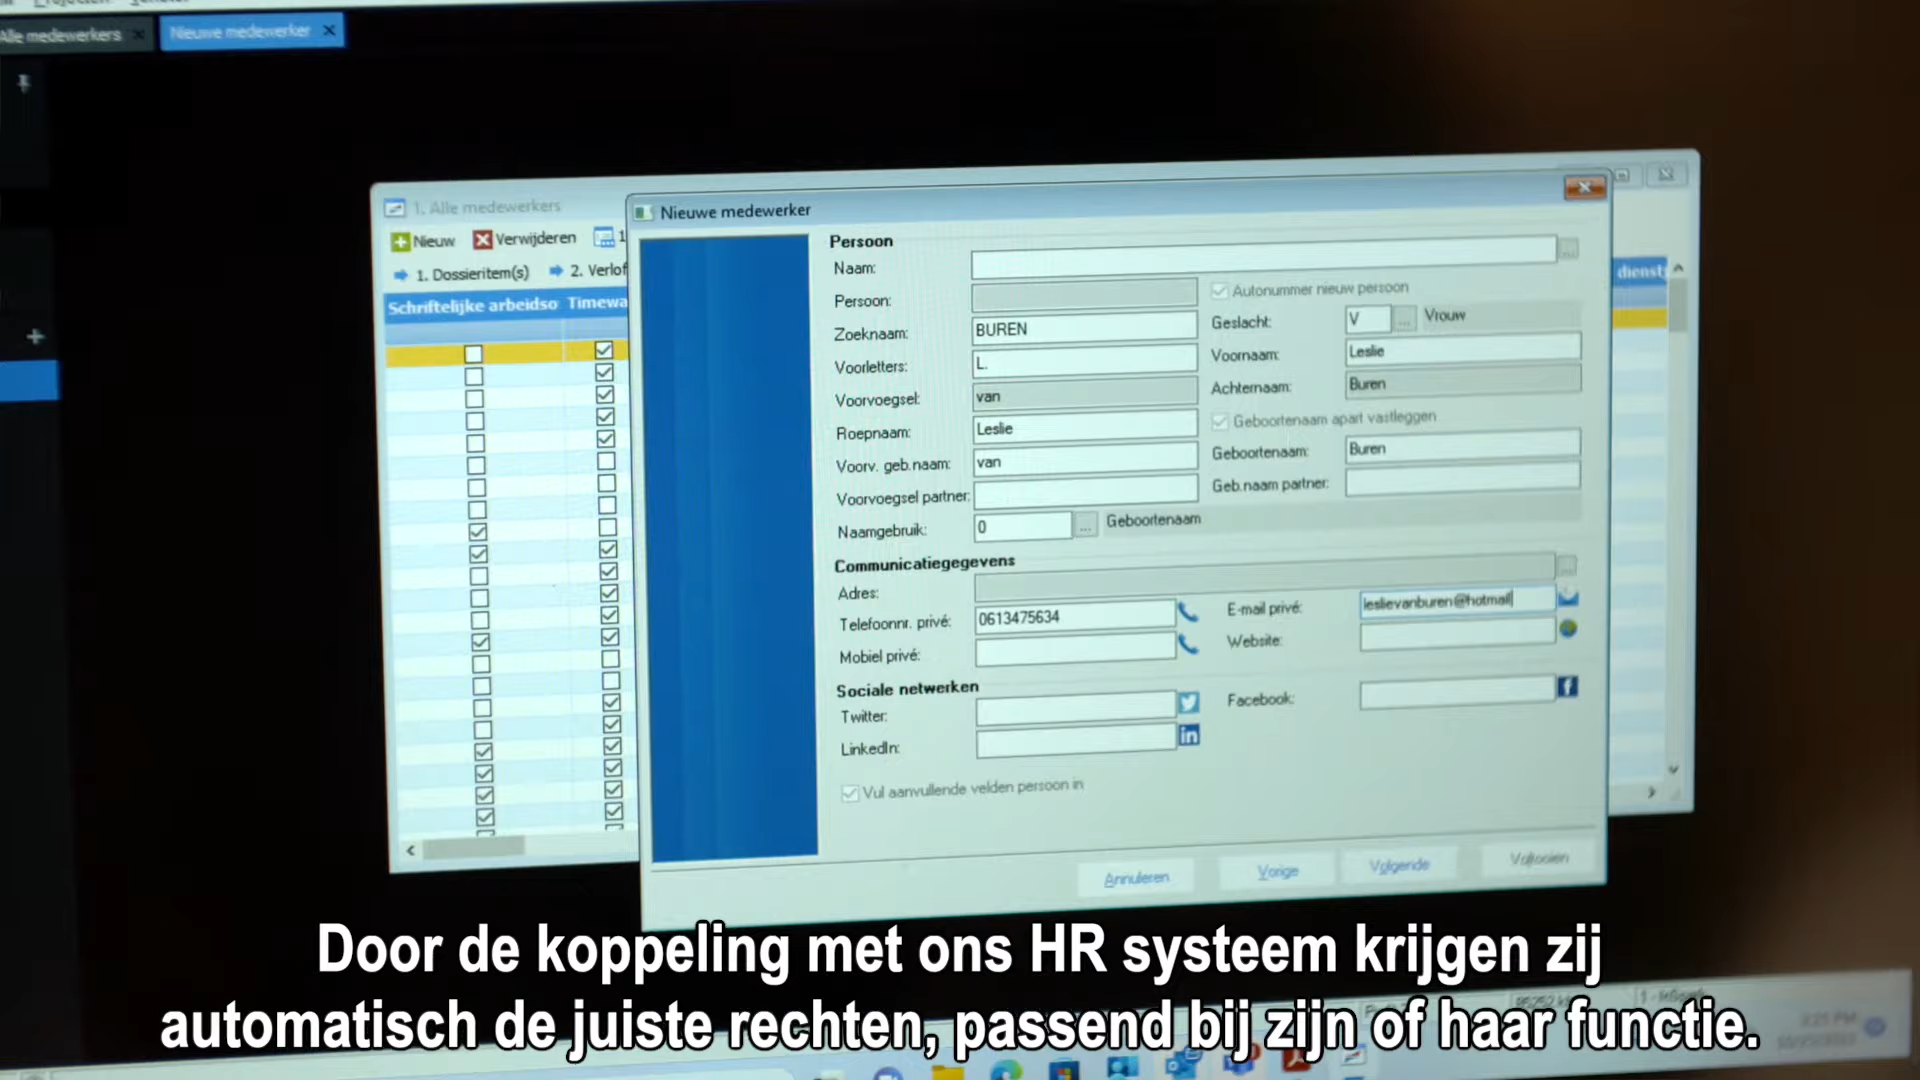 Alle medewerkers
Nieuwe medewerker
1. Alle medewerkers
Nieuw Verwijderen
1. Dossieritem(s) 2. Verlof
Schriftelijke arbeidso Timewa
dienst
Nieuwe medewerker
Persoon
Naam:
Persoon:
Autonummer nieuw persoon
Zoeknaam: BUREN
Geslacht: V ... Vrouw
Voorletters: L.
Voornaam: Leslie
Voorvoegsel: van
Achternaam: Buren
Roepnaam: Leslie
Geboortenaam apart vastleggen
Voorv. geb.naam: van
Geboortenaam: Buren
Voorvoegsel partner:
Geb.naam partner:
Naamgebruik: 0 ... Geboortenaam
Communicatiegegevens
Adres:
Telefoonnr. privé: 0613475634
E-mail privé: leslievanburen@hotmail
Mobiel privé:
Website:
Sociale netwerken
Twitter:
Facebook:
LinkedIn:
Vul aanvullende velden persoon in
Annuleren Vorige Volgende Voltooien
Door de koppeling met ons HR systeem krijgen zij
automatisch de juiste rechten, passend bij zijn of haar functie.